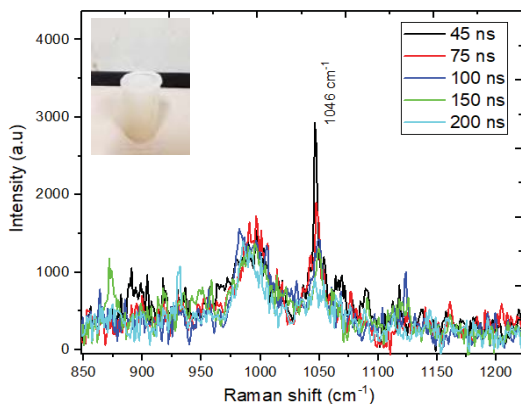 4000
3000
2000
1000
0
850
900
950
1000
1050
1100
1150
1200
Intensity (a.u)
Raman shift (cm⁻¹)
1046 cm⁻¹
45 ns
75 ns
100 ns
150 ns
200 ns